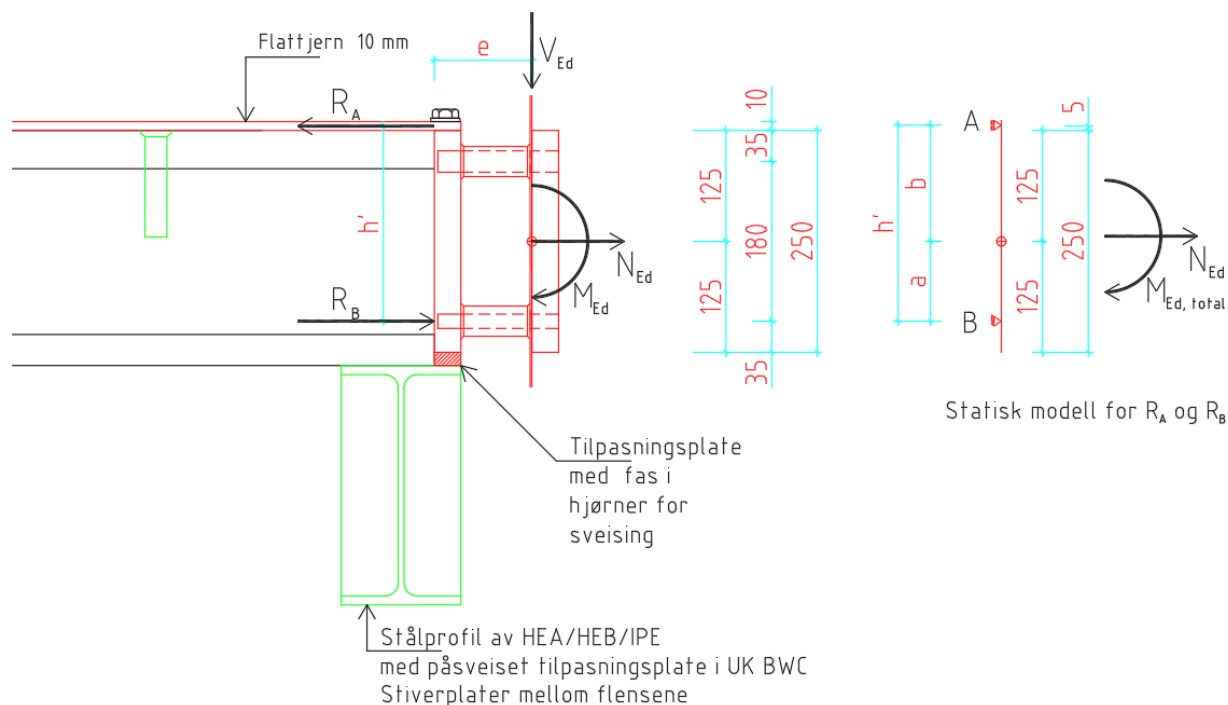 Flattjern 10 mm
e
V_Ed
R_A
h'
N_Ed
M_Ed
R_B
10
35
125
180
250
125
35
A
5
b
125
h'
250
a
125
B
N_Ed
M_Ed, total
Statisk modell for R_A og R_B
Tilpasningsplate
med fas i
hjørner for
sveising
Stålprofil av HEA/HEB/IPE
med påsveiset tilpasningsplate i UK BWC
Stiverplater mellom flensene